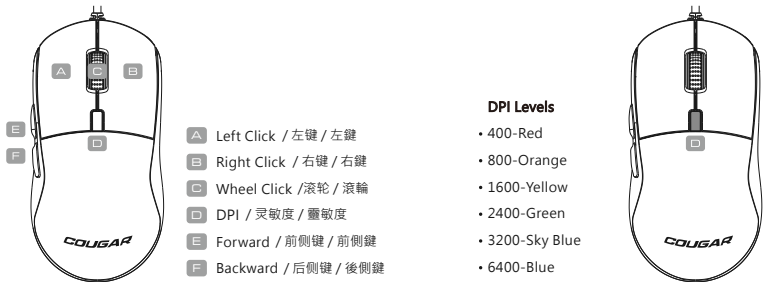 A
C
B
E
F
D
COUGAR
A Left Click / 左键 / 左鍵
B Right Click / 右键 / 右鍵
C Wheel Click /滚轮 / 滾輪
D DPI / 灵敏度 / 靈敏度
E Forward / 前侧键 / 前側鍵
F Backward / 后侧键 / 後側鍵
DPI Levels
• 400-Red
• 800-Orange
• 1600-Yellow
• 2400-Green
• 3200-Sky Blue
• 6400-Blue
D
COUGAR